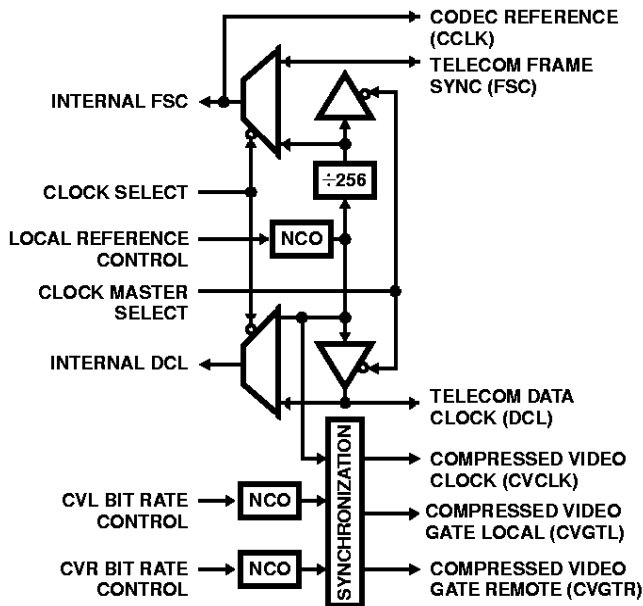 CODEC REFERENCE
(CCLK)
TELECOM FRAME
SYNC (FSC)
INTERNAL FSC
÷256
CLOCK SELECT
LOCAL REFERENCE
CONTROL
NCO
CLOCK MASTER
SELECT
INTERNAL DCL
TELECOM DATA
CLOCK (DCL)
SYNCHRONIZATION
COMPRESSED VIDEO
CLOCK (CVCLK)
CVL BIT RATE
CONTROL
NCO
COMPRESSED VIDEO
GATE LOCAL (CVGTL)
CVR BIT RATE
CONTROL
NCO
COMPRESSED VIDEO
GATE REMOTE (CVGTR)